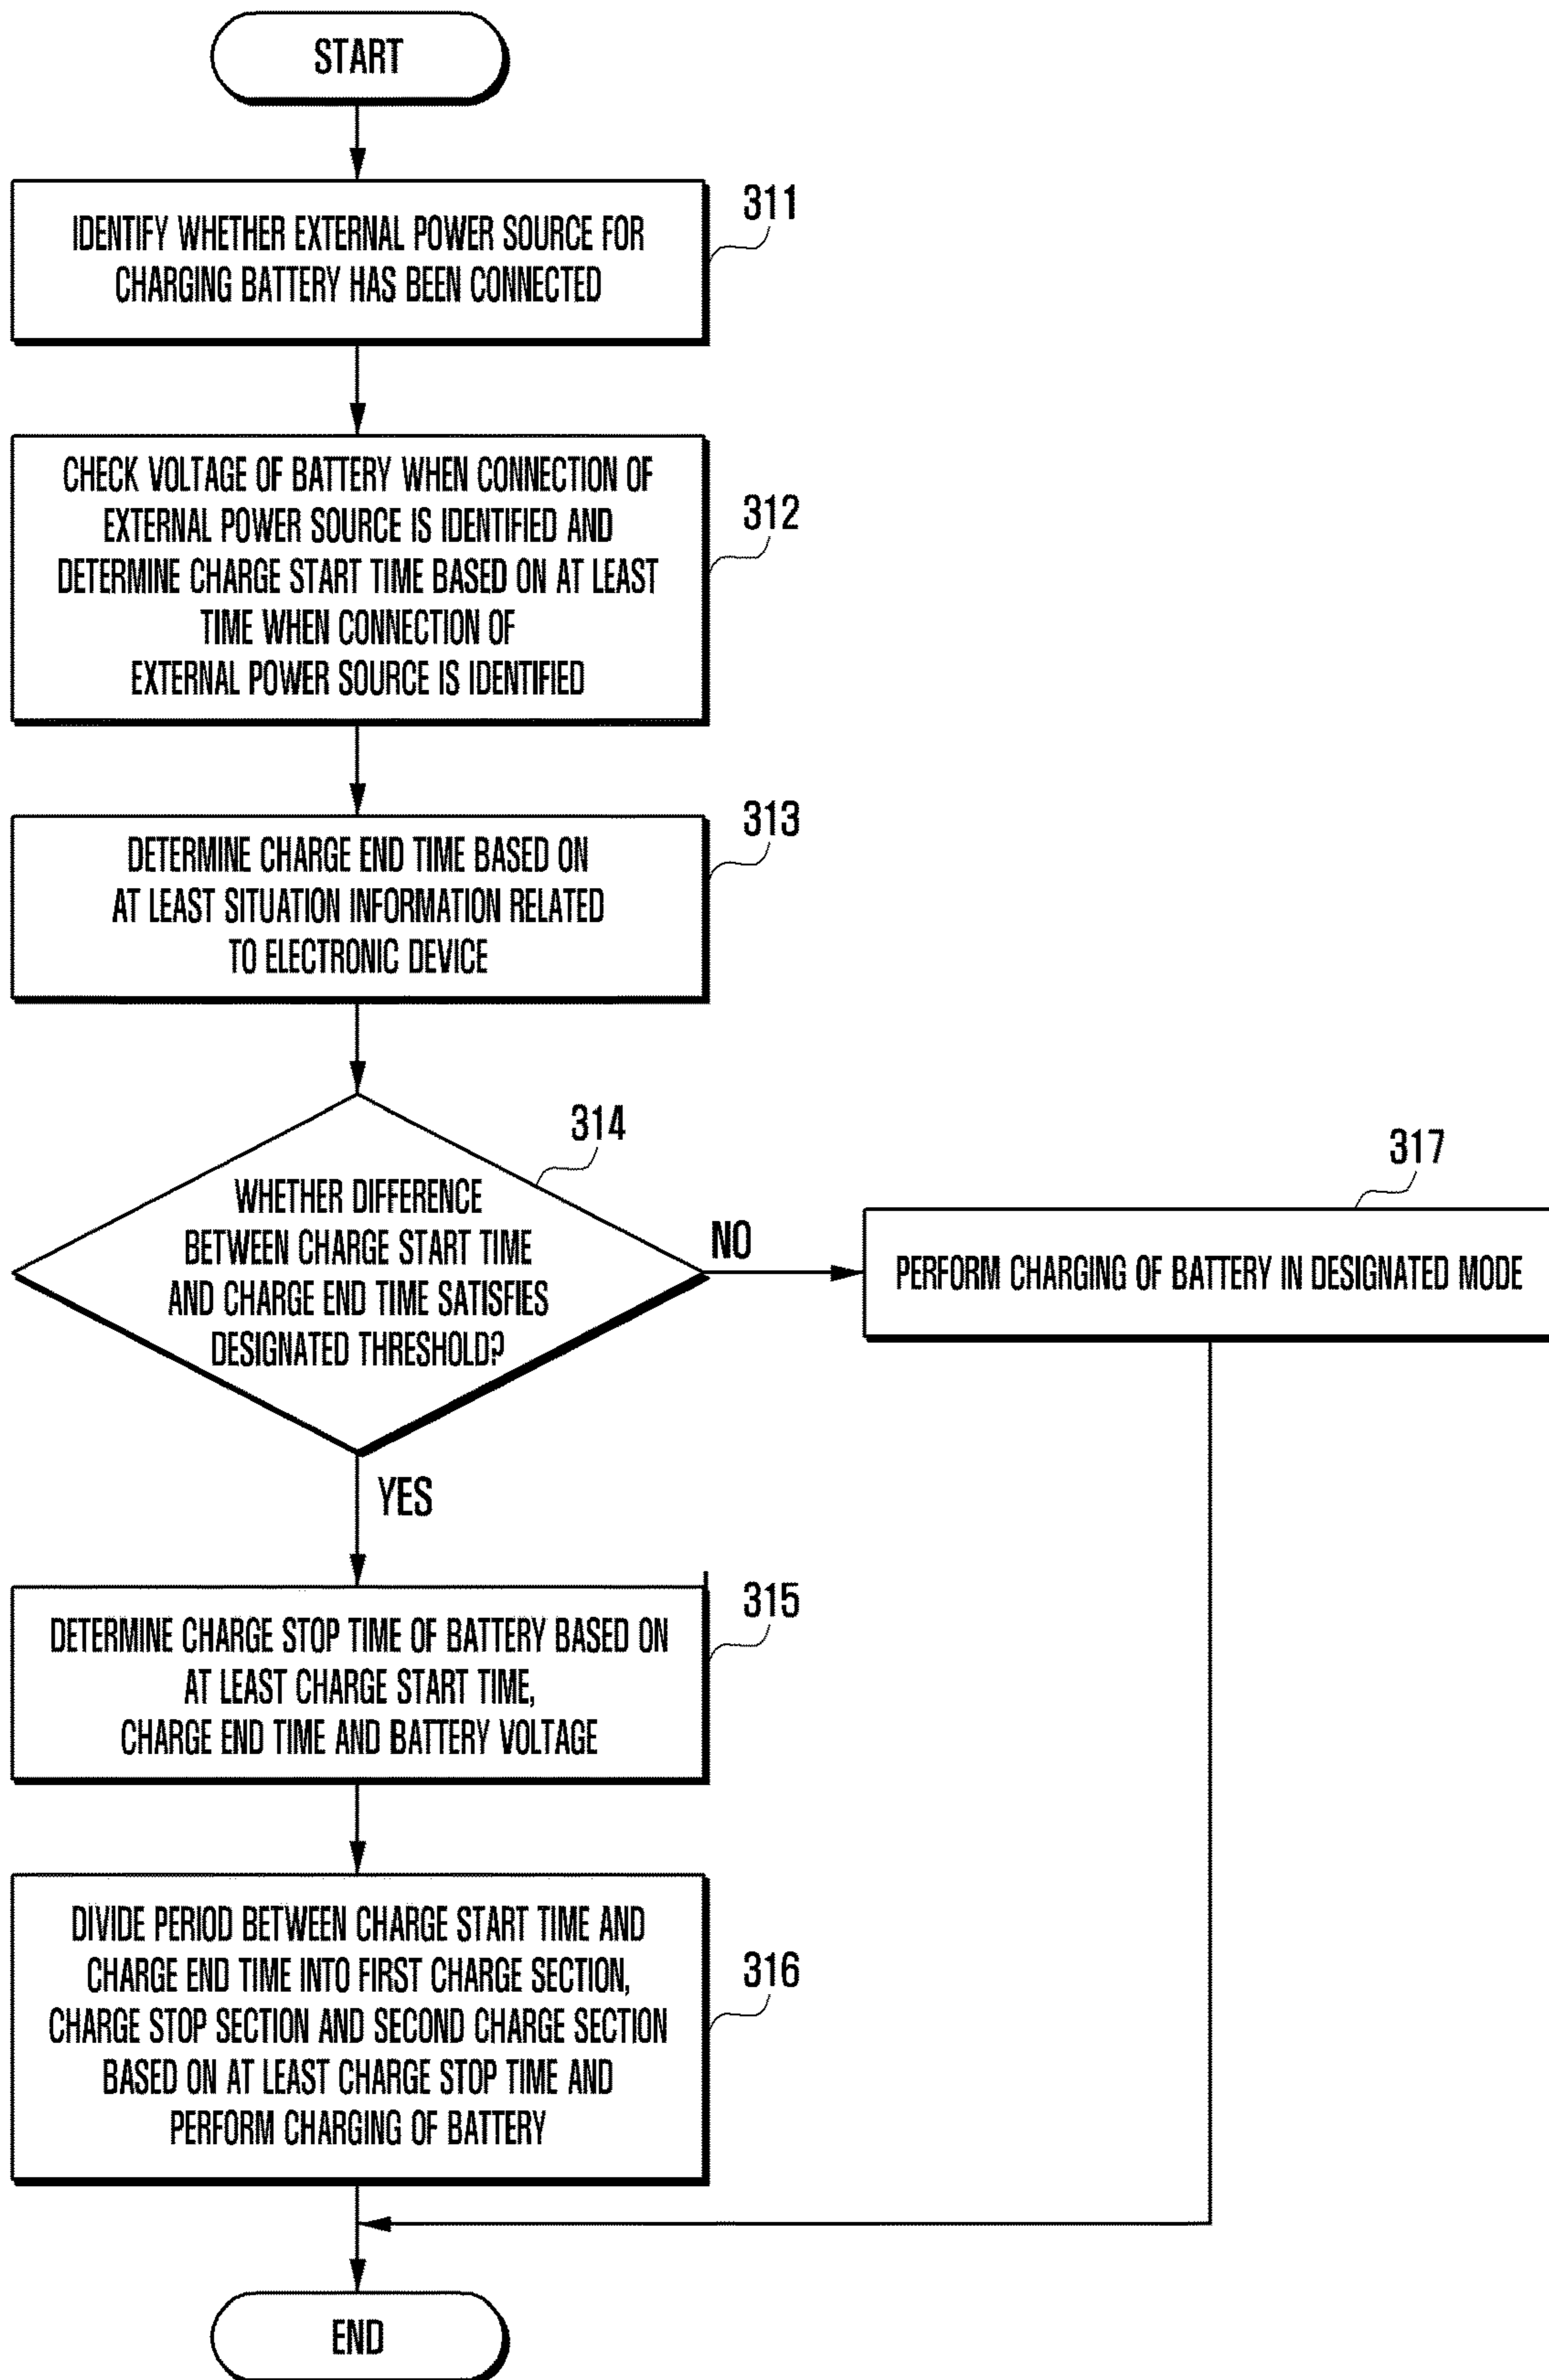 START
311
IDENTIFY WHETHER EXTERNAL POWER SOURCE FOR
CHARGING BATTERY HAS BEEN CONNECTED
312
CHECK VOLTAGE OF BATTERY WHEN CONNECTION OF
EXTERNAL POWER SOURCE IS IDENTIFIED AND
DETERMINE CHARGE START TIME BASED ON AT LEAST
TIME WHEN CONNECTION OF
EXTERNAL POWER SOURCE IS IDENTIFIED
313
DETERMINE CHARGE END TIME BASED ON
AT LEAST SITUATION INFORMATION RELATED
TO ELECTRONIC DEVICE
314
WHETHER DIFFERENCE
BETWEEN CHARGE START TIME
AND CHARGE END TIME SATISFIES
DESIGNATED THRESHOLD?
NO
317
PERFORM CHARGING OF BATTERY IN DESIGNATED MODE
YES
315
DETERMINE CHARGE STOP TIME OF BATTERY BASED ON
AT LEAST CHARGE START TIME,
CHARGE END TIME AND BATTERY VOLTAGE
316
DIVIDE PERIOD BETWEEN CHARGE START TIME AND
CHARGE END TIME INTO FIRST CHARGE SECTION,
CHARGE STOP SECTION AND SECOND CHARGE SECTION
BASED ON AT LEAST CHARGE STOP TIME AND
PERFORM CHARGING OF BATTERY
END